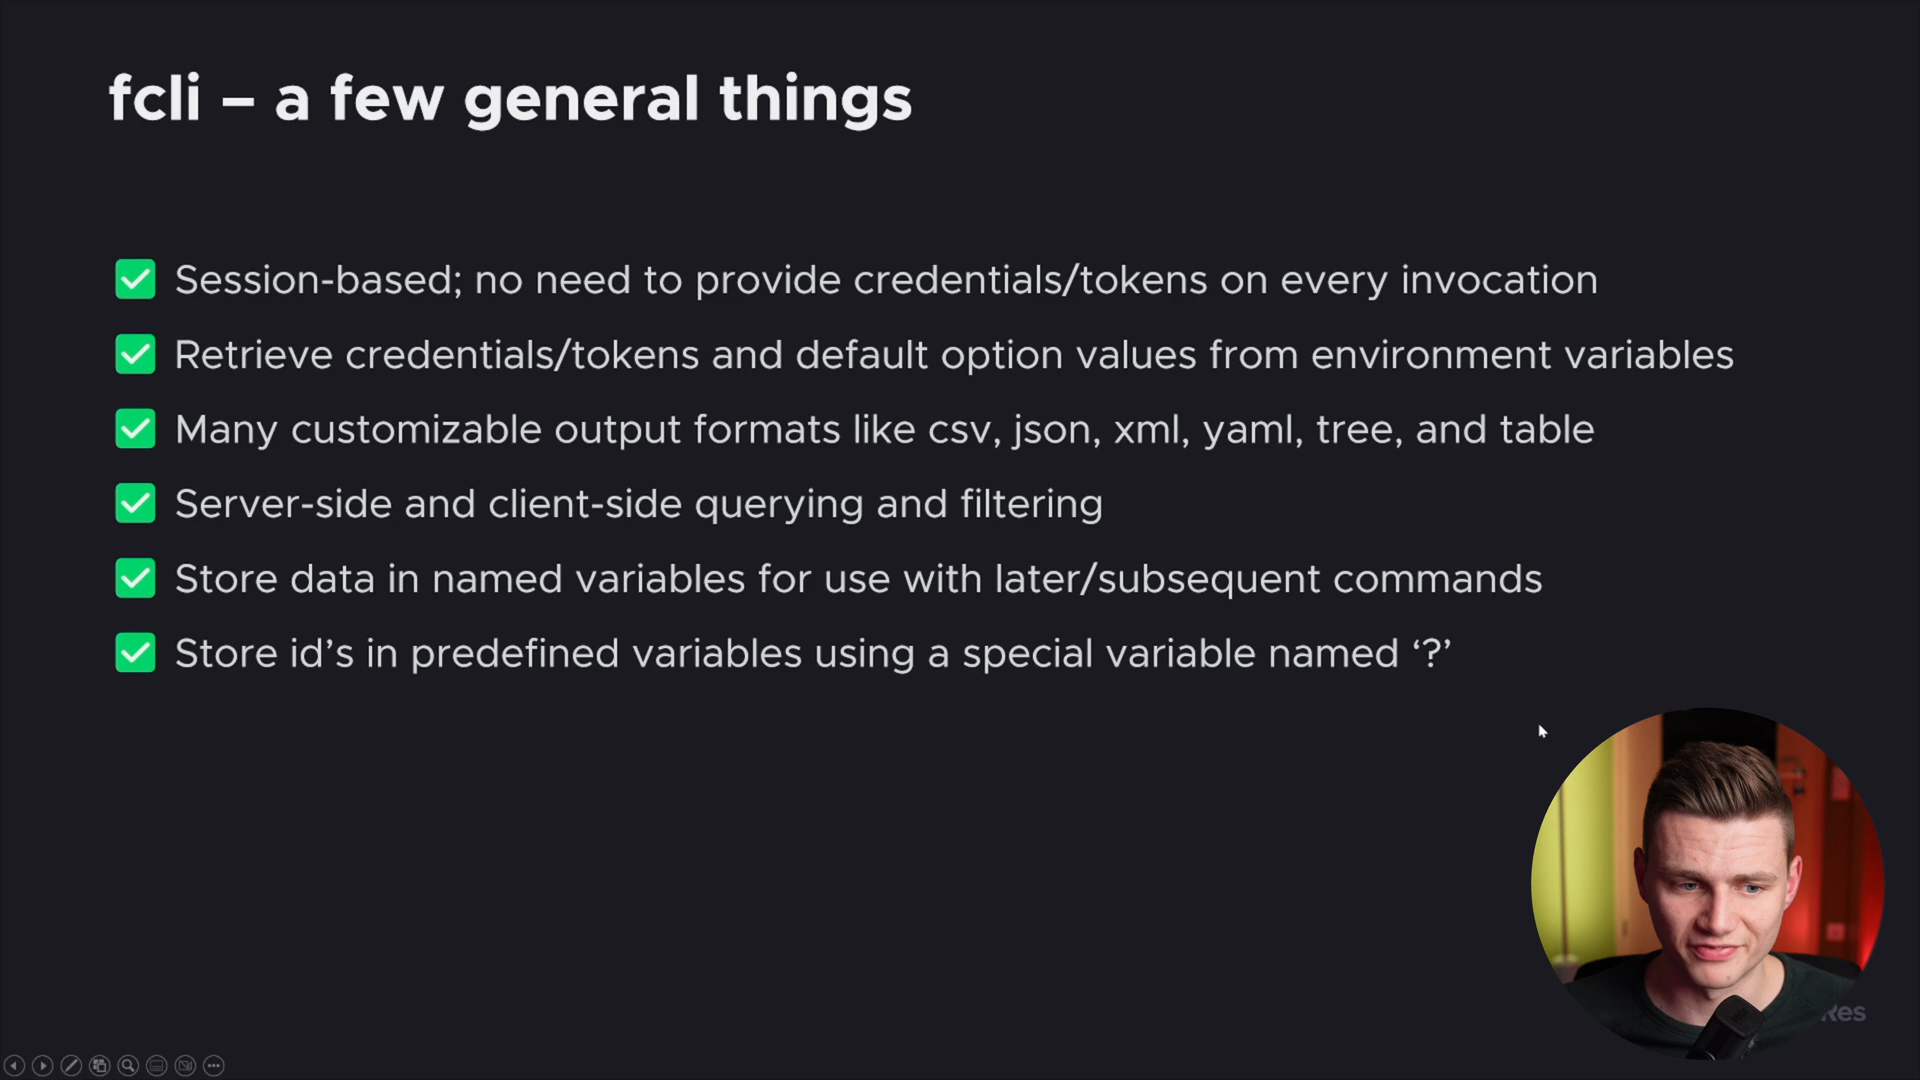 fcli – a few general things
Session-based; no need to provide credentials/tokens on every invocation
Retrieve credentials/tokens and default option values from environment variables
Many customizable output formats like csv, json, xml, yaml, tree, and table
Server-side and client-side querying and filtering
Store data in named variables for use with later/subsequent commands
Store id’s in predefined variables using a special variable named ‘?’